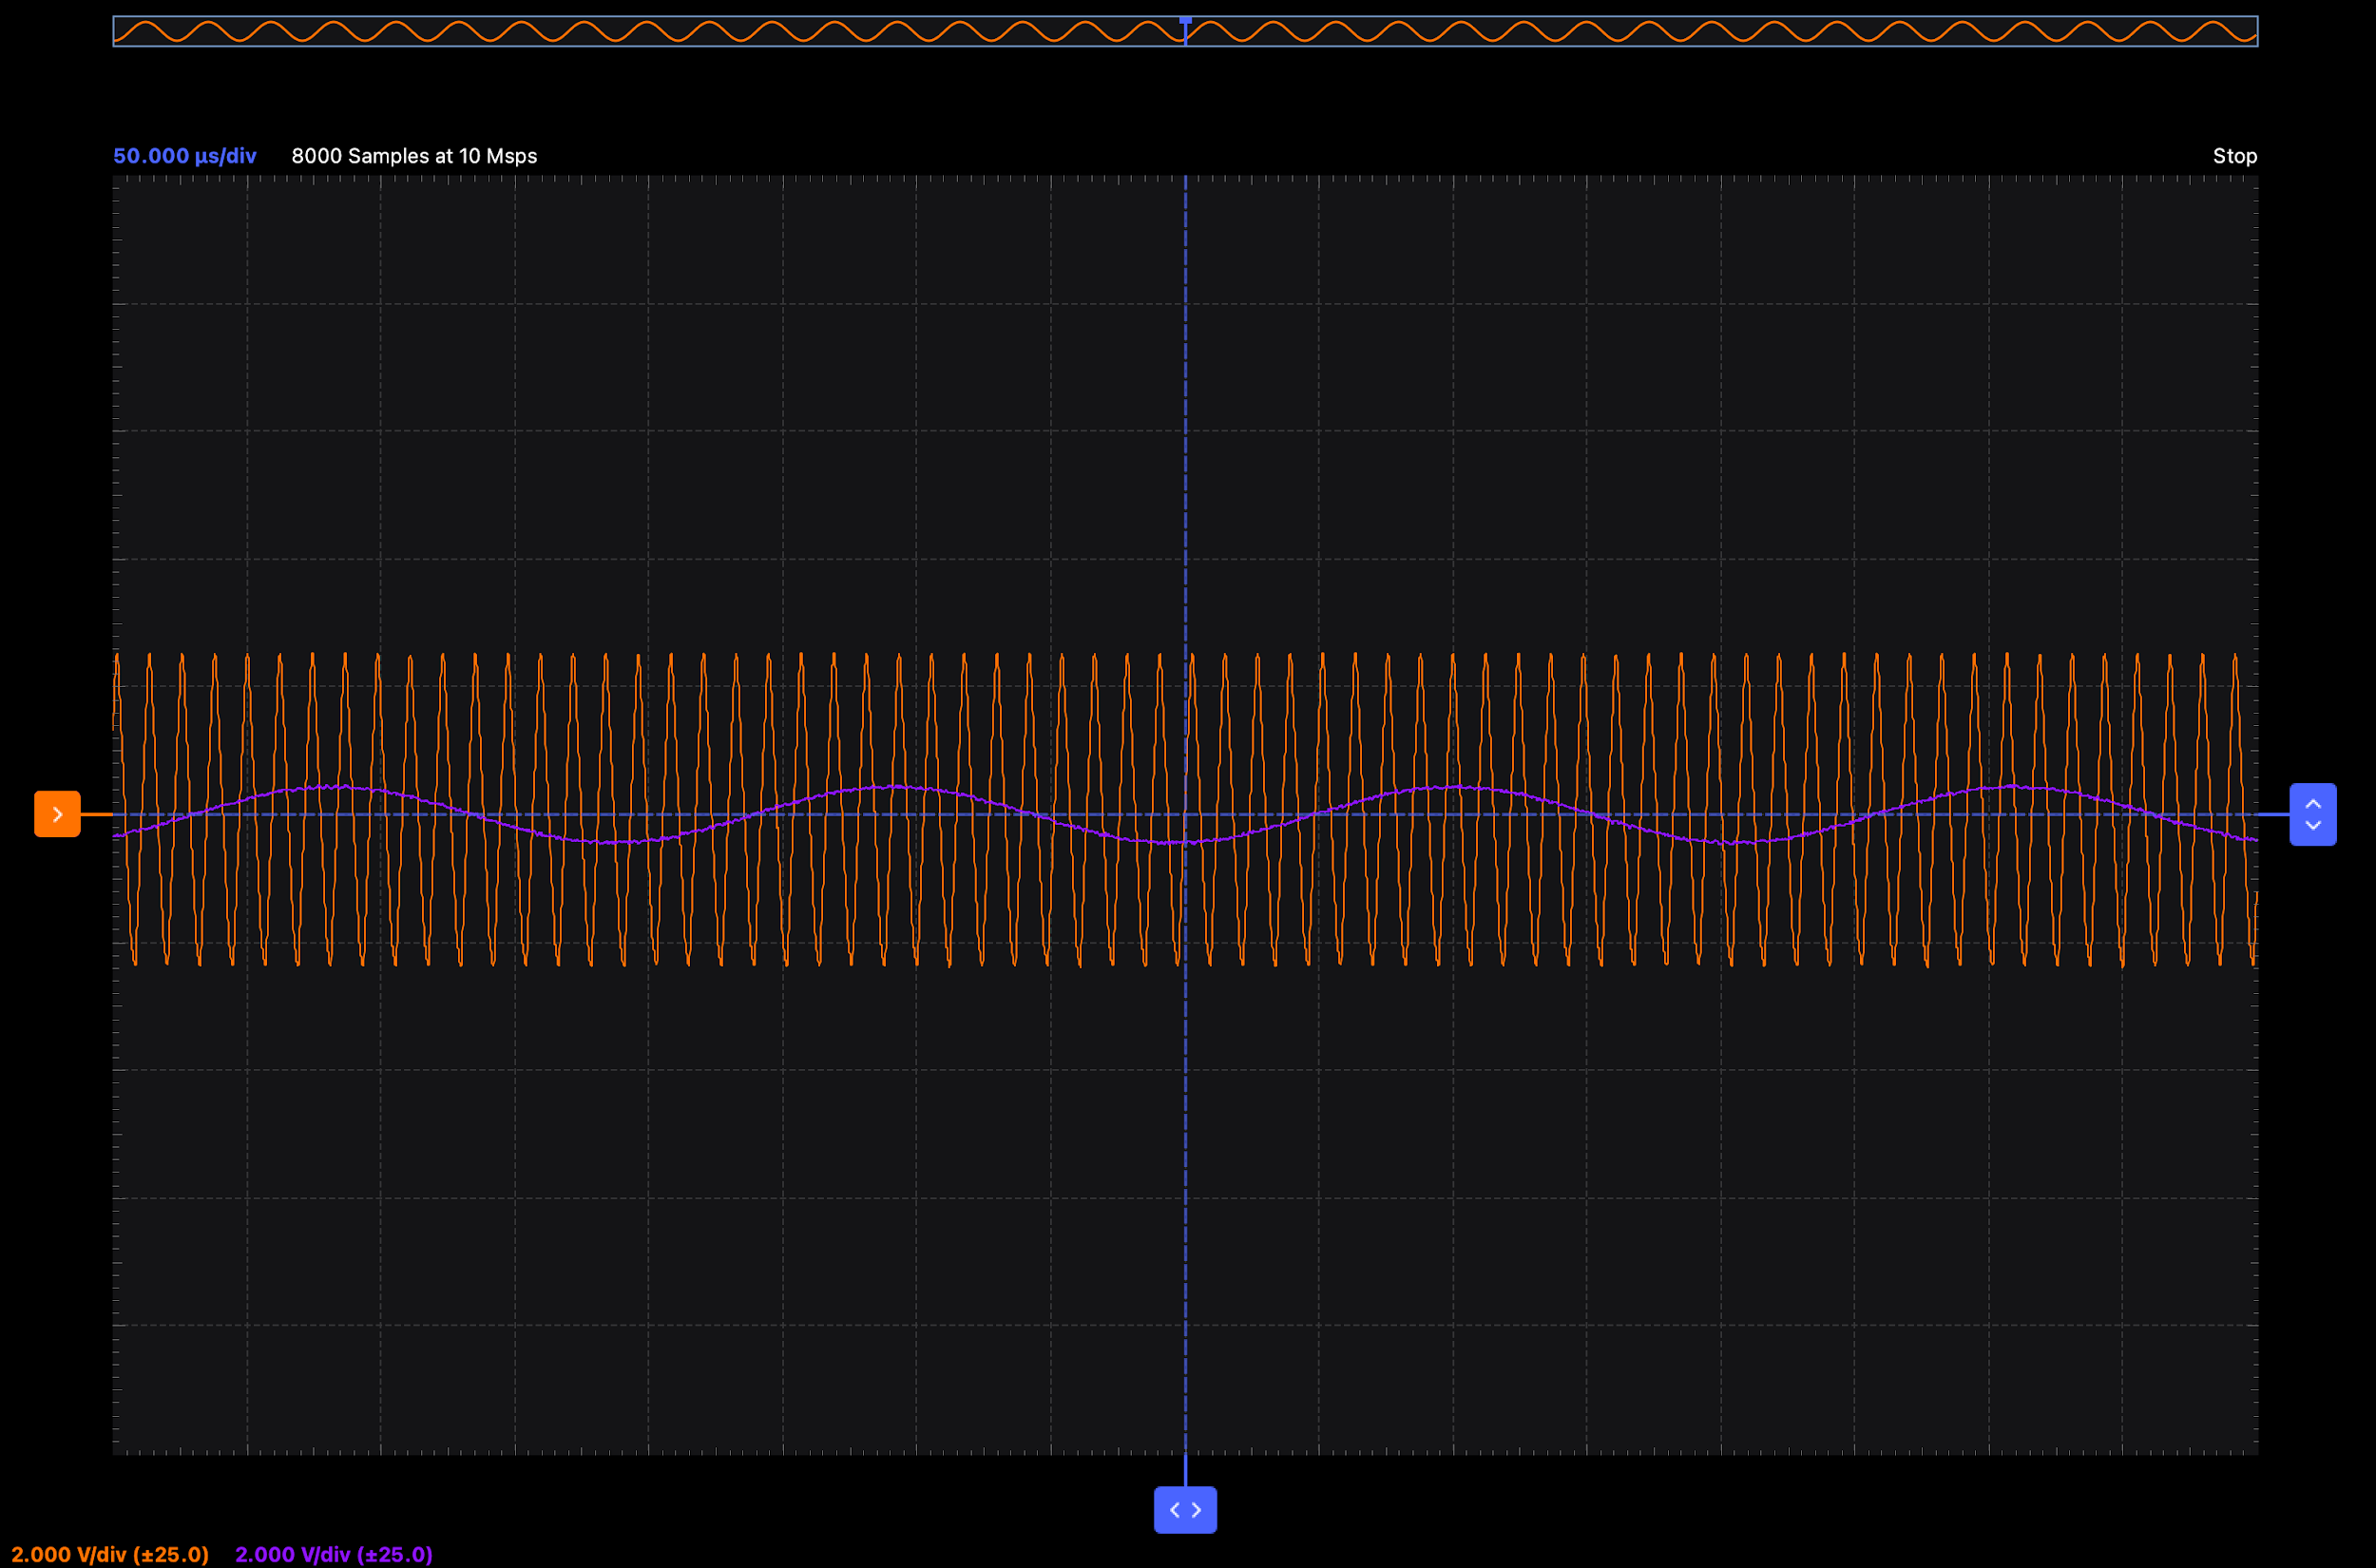 50.000 µs/div 8000 Samples at 10 Msps Stop
2.000 V/div (±25.0) 2.000 V/div (±25.0)